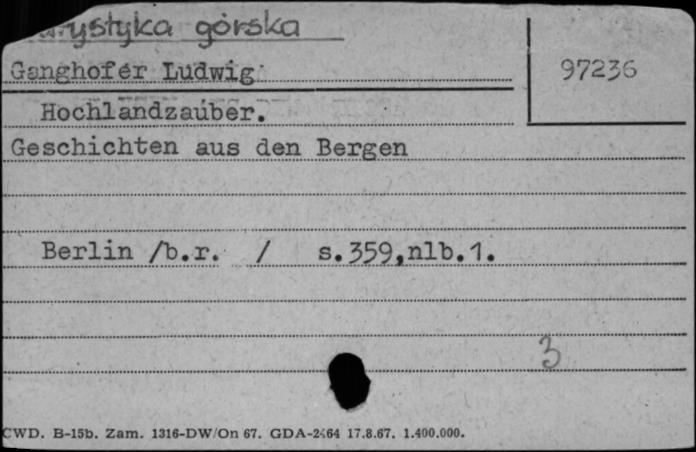 górska
Ganghofer Ludwig
97236
Hochlandzauber.
Geschichten aus den Bergen
Berlin /b.r. / s.359,nlb.1.
3
CWD. B-15b. Zam. 1316-DW/On 67. GDA-2464 17.8.67. 1.400.000.